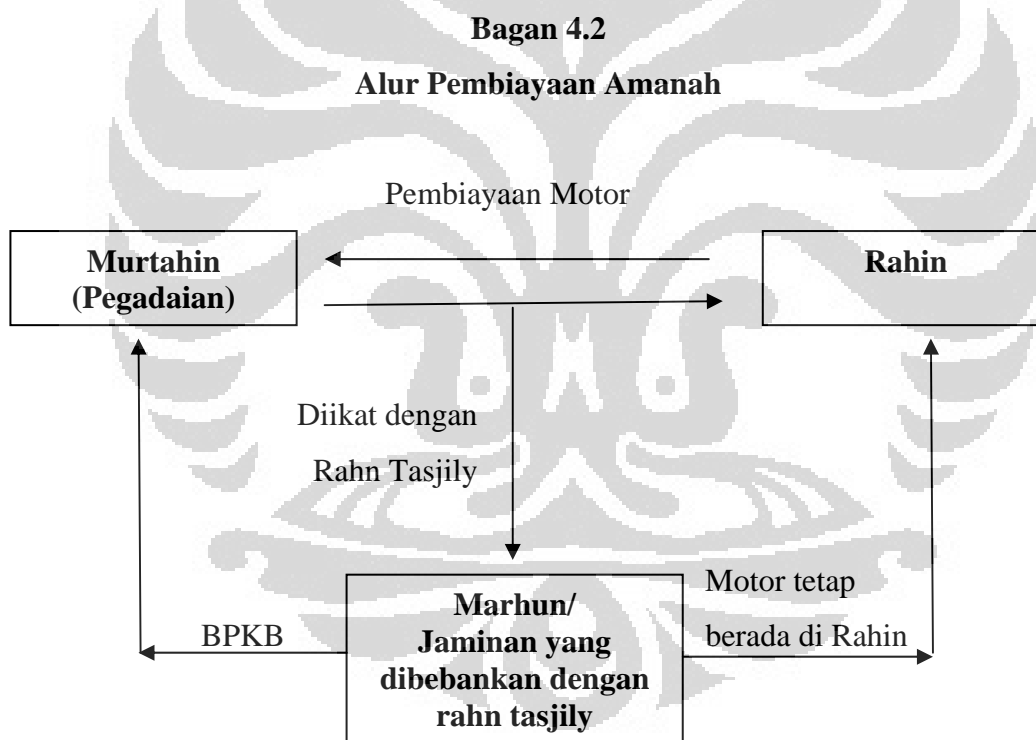 Bagan 4.2
Alur Pembiayaan Amanah
Pembiayaan Motor
Murtahin
(Pegadaian)
Rahin
Diikat dengan
Rahn Tasjily
BPKB
Marhun/
Jaminan yang
dibebankan dengan
rahn tasjily
Motor tetap
berada di Rahin